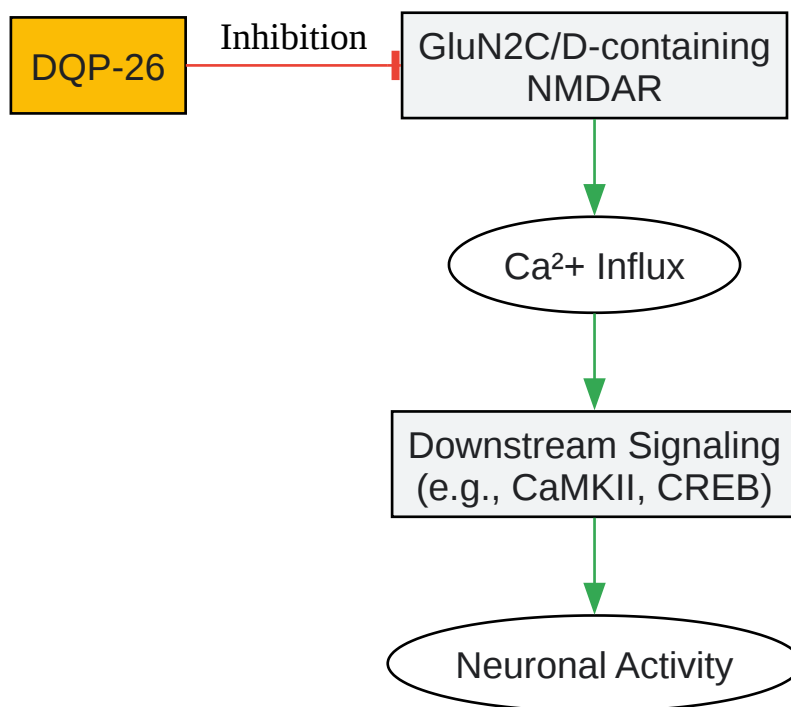 Inhibition
DQP-26
GluN2C/D-containing
NMDAR
Ca²+ Influx
Downstream Signaling
(e.g., CaMKII, CREB)
Neuronal Activity